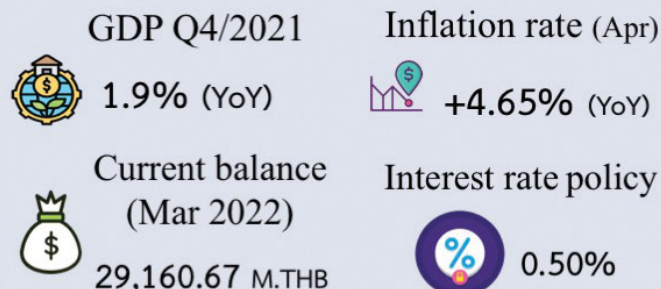 GDP Q4/2021
1.9% (YoY)
Inflation rate (Apr)
+4.65% (YoY)
Current balance
(Mar 2022)
29,160.67 M.THB
Interest rate policy
0.50%